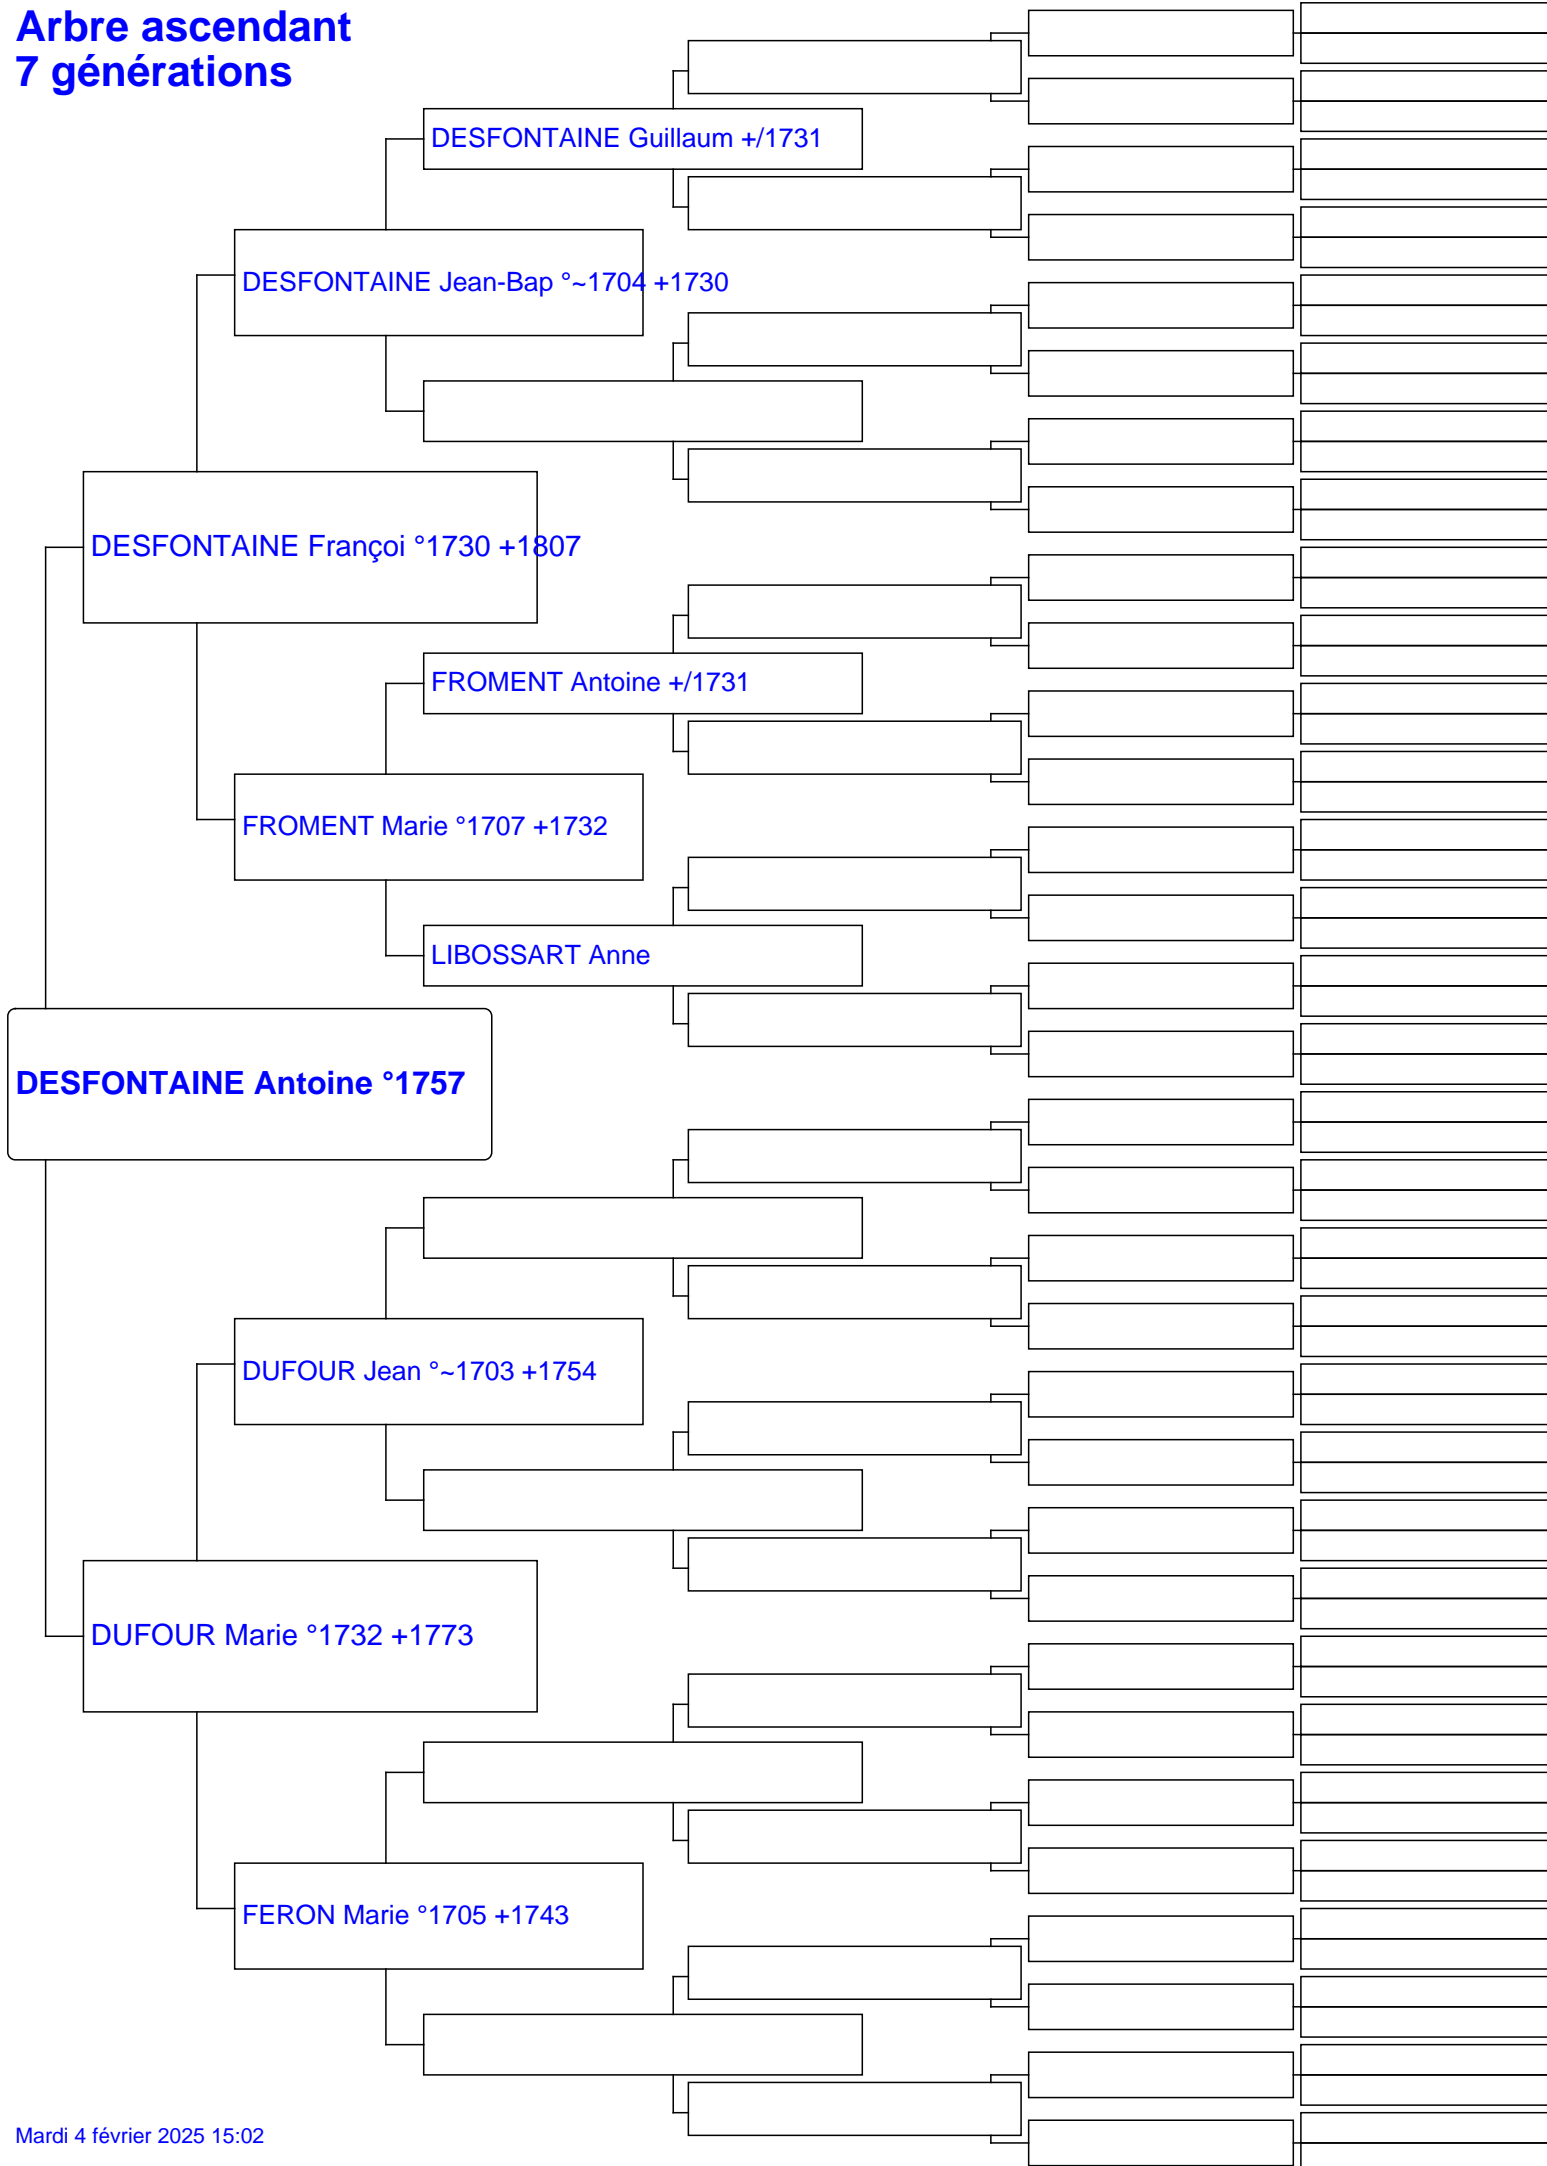 Arbre ascendant
7 générations
DESFONTAINE Guillaum +/1731
DESFONTAINE Jean-Bap °~1704 +1730
DESFONTAINE Françoi °1730 +1807
FROMENT Antoine +/1731
FROMENT Marie °1707 +1732
LIBOSSART Anne
DESFONTAINE Antoine °1757
DUFOUR Jean °~1703 +1754
DUFOUR Marie °1732 +1773
FERON Marie °1705 +1743
Mardi 4 février 2025 15:02